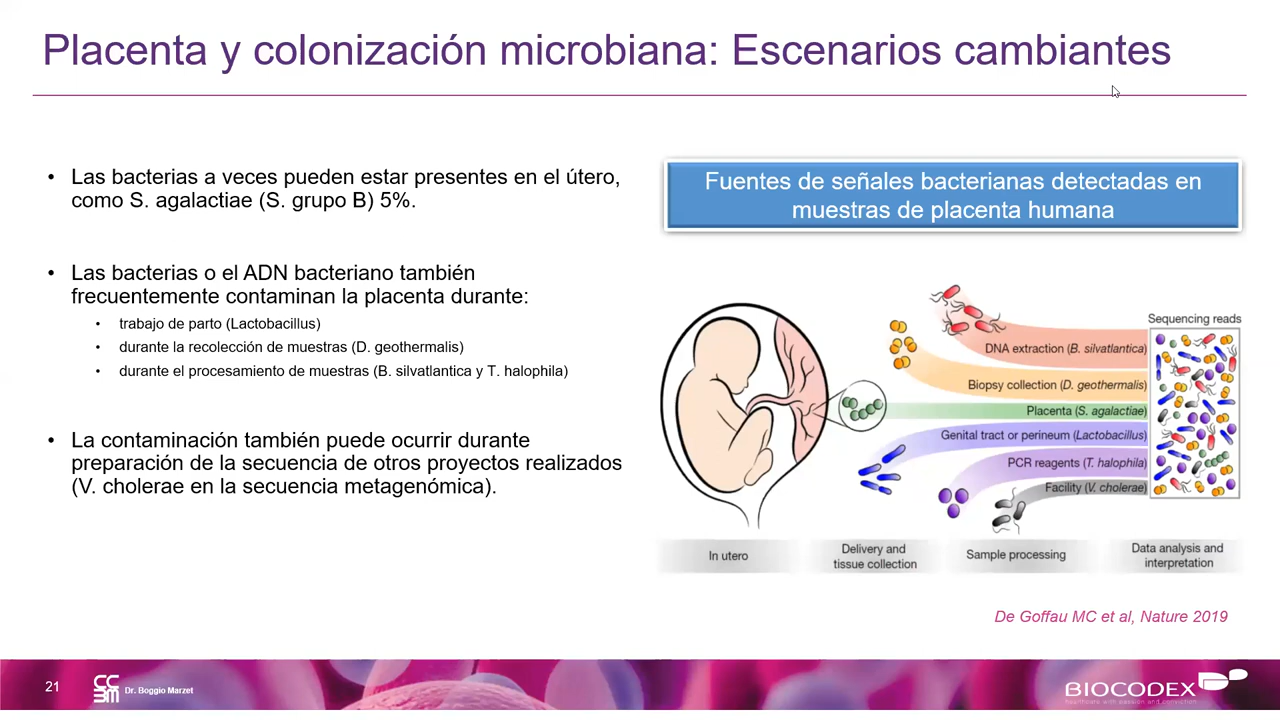 Placenta y colonización microbiana: Escenarios cambiantes
• Las bacterias a veces pueden estar presentes en el útero,
como S. agalactiae (S. grupo B) 5%.
• Las bacterias o el ADN bacteriano también
frecuentemente contaminan la placenta durante:
• trabajo de parto (Lactobacillus)
• durante la recolección de muestras (D. geothermalis)
• durante el procesamiento de muestras (B. silvatlantica y T. halophila)
• La contaminación también puede ocurrir durante
preparación de la secuencia de otros proyectos realizados
(V. cholerae en la secuencia metagenómica).
Fuentes de señales bacterianas detectadas en
muestras de placenta humana
Sequencing reads
DNA extraction (B. silvatlantica)
Biopsy collection (D. geothermalis)
Placenta (S. agalactiae)
Genital tract or perineum (Lactobacillus)
PCR reagents (T. halophila)
Facility (V. cholerae)
In utero
Delivery and
tissue collection
Sample processing
Data analysis and
interpretation
De Goffau MC et al, Nature 2019
21
Dr. Boggio Marzet
BIOCODEX
healthcare with passion and conviction